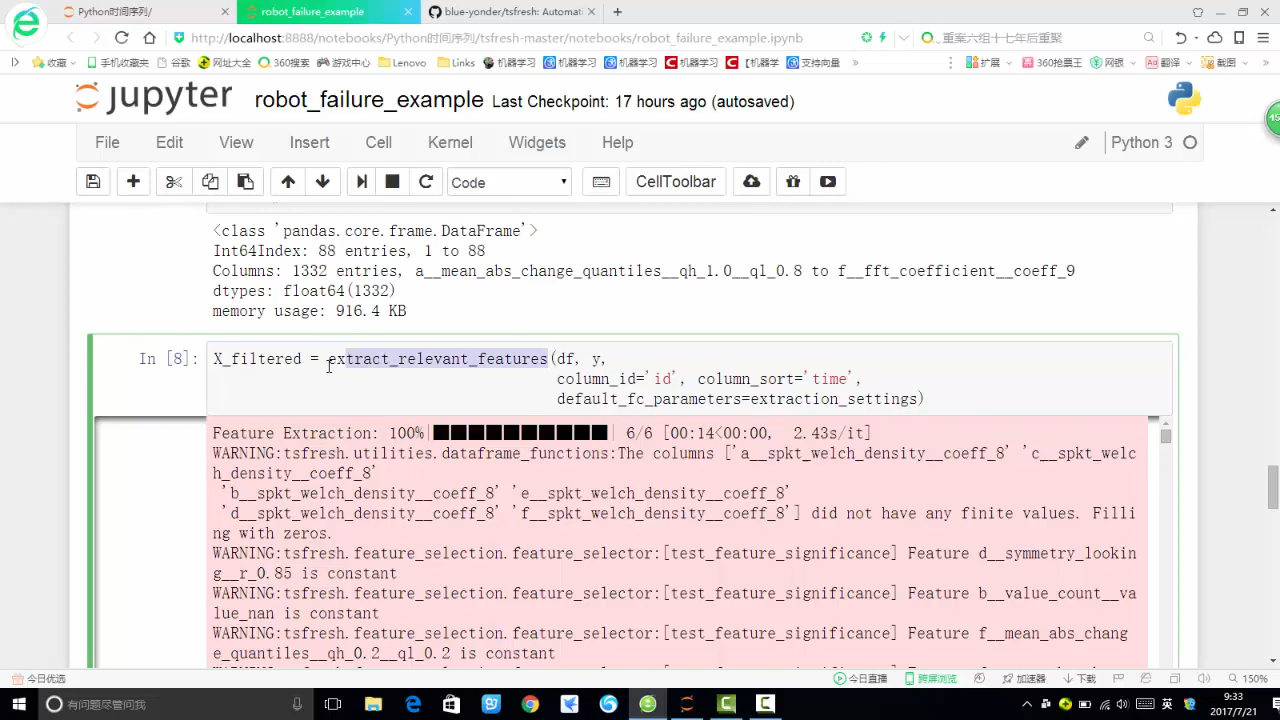 Python时间序列/
robot_failure_example
blue-yonder/tsfresh: Automati
http://localhost:8888/notebooks/Python时间序列/tsfresh-master/notebooks/robot_failure_example.ipynb
重案六组十七年后重聚
收藏 手机收藏夹 谷歌 网址大全 360搜索 游戏中心 Lenovo Links 机器学习 机器学习 机器学习 机器学习 【机器学 支持向量 » 扩展 360抢票王 网银 翻译 截图 »
jupyter robot_failure_example Last Checkpoint: 17 hours ago (autosaved)
45
File Edit View Insert Cell Kernel Widgets Help Python 3
Code CellToolbar
<class 'pandas.core.frame.DataFrame'>
Int64Index: 88 entries, 1 to 88
Columns: 1332 entries, a__mean_abs_change_quantiles__qh_1.0__ql_0.8 to f__fft_coefficient__coeff_9
dtypes: float64(1332)
memory usage: 916.4 KB
In [8]: X_filtered = extract_relevant_features(df, y,
column_id='id', column_sort='time',
default_fc_parameters=extraction_settings)
Feature Extraction: 100%|██████████| 6/6 [00:14<00:00, 2.43s/it]
WARNING:tsfresh.utilities.dataframe_functions:The columns ['a__spkt_welch_density__coeff_8' 'c__spkt_welc
h_density__coeff_8'
'b__spkt_welch_density__coeff_8' 'e__spkt_welch_density__coeff_8'
'd__spkt_welch_density__coeff_8' 'f__spkt_welch_density__coeff_8'] did not have any finite values. Filli
ng with zeros.
WARNING:tsfresh.feature_selection.feature_selector:[test_feature_significance] Feature d__symmetry_lookin
g__r_0.85 is constant
WARNING:tsfresh.feature_selection.feature_selector:[test_feature_significance] Feature b__value_count__va
lue_nan is constant
WARNING:tsfresh.feature_selection.feature_selector:[test_feature_significance] Feature f__mean_abs_chang
e_quantiles__qh_0.2__ql_0.2 is constant
今日优选 今日直播 跨屏浏览 加速器 下载 150%
有问题尽管问我 英 9:33
2017/7/21